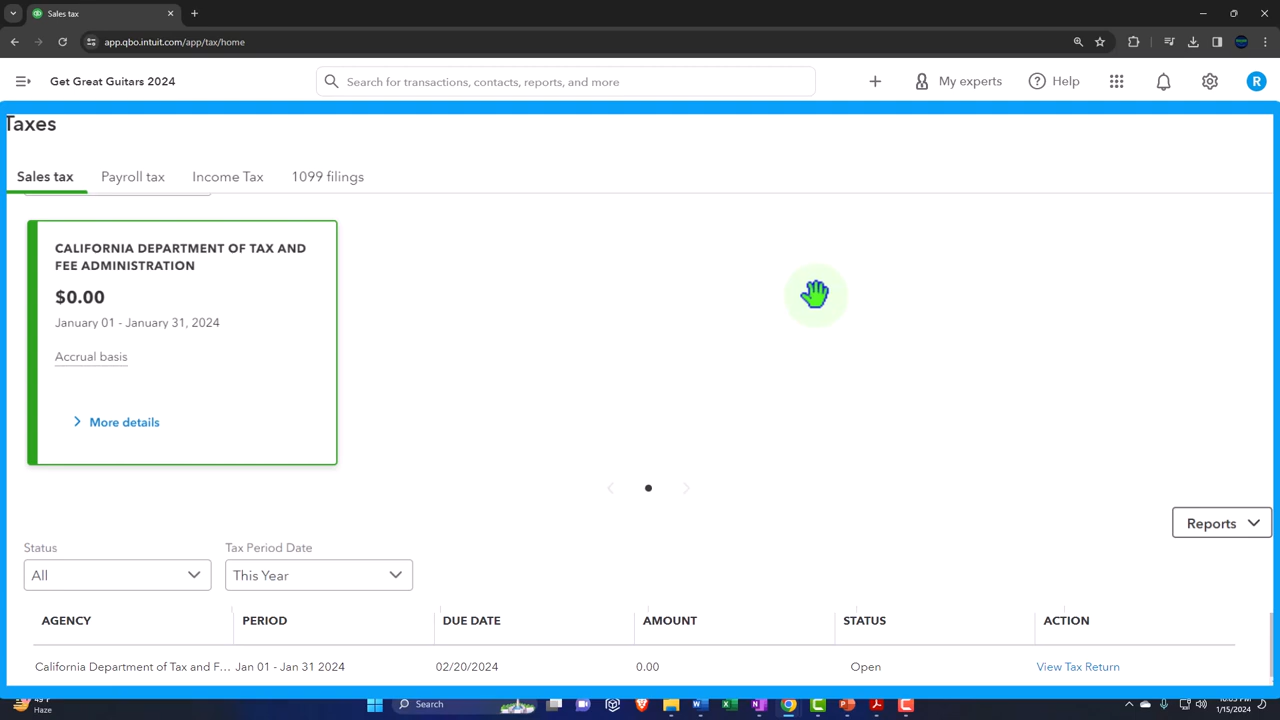 Sales tax
app.qbo.intuit.com/app/tax/home
Get Great Guitars 2024
Search for transactions, contacts, reports, and more
My experts
Help
R
Taxes
Sales tax
Payroll tax
Income Tax
1099 filings
CALIFORNIA DEPARTMENT OF TAX AND
FEE ADMINISTRATION
$0.00
January 01 - January 31, 2024
Accrual basis
More details
Reports
Status
Tax Period Date
All
This Year
AGENCY
PERIOD
DUE DATE
AMOUNT
STATUS
ACTION
California Department of Tax and F...
Jan 01 - Jan 31 2024
02/20/2024
0.00
Open
View Tax Return
Haze
Search
1/15/2024